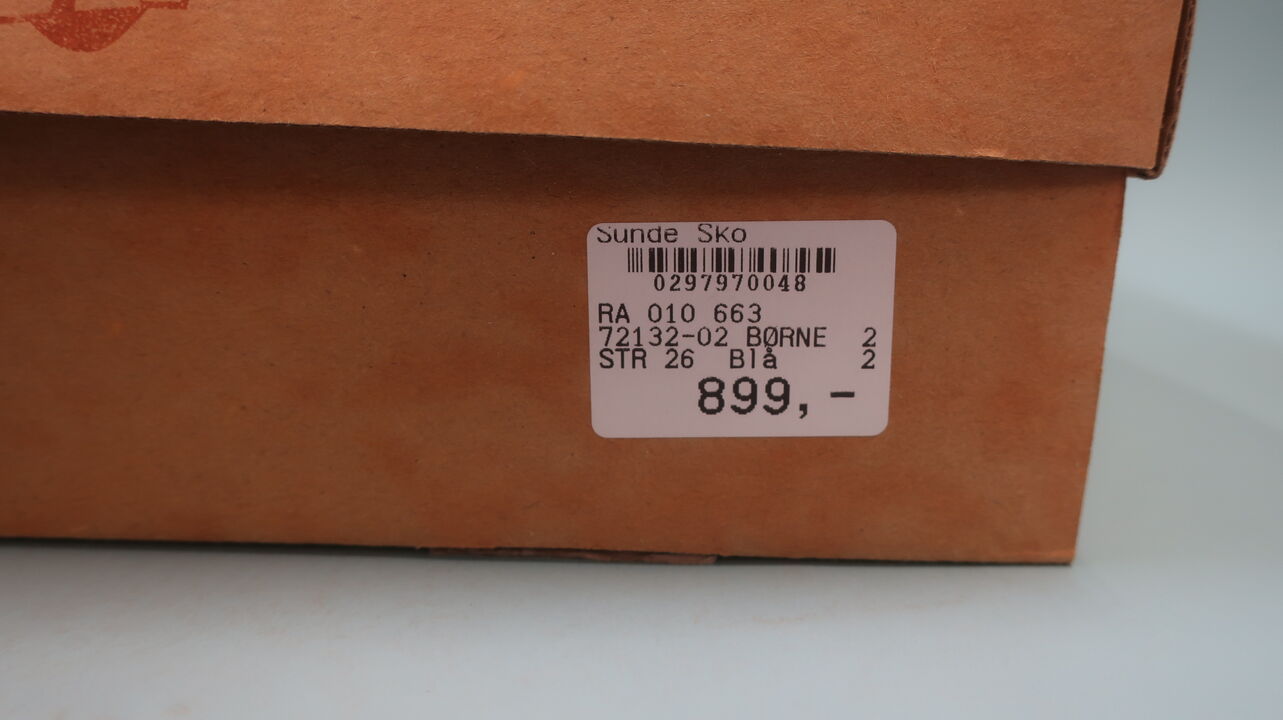 Sunde Sko
0297970048
RA 010 663
72132-02 BØRNE 2
STR 26 Blå 2
899,-